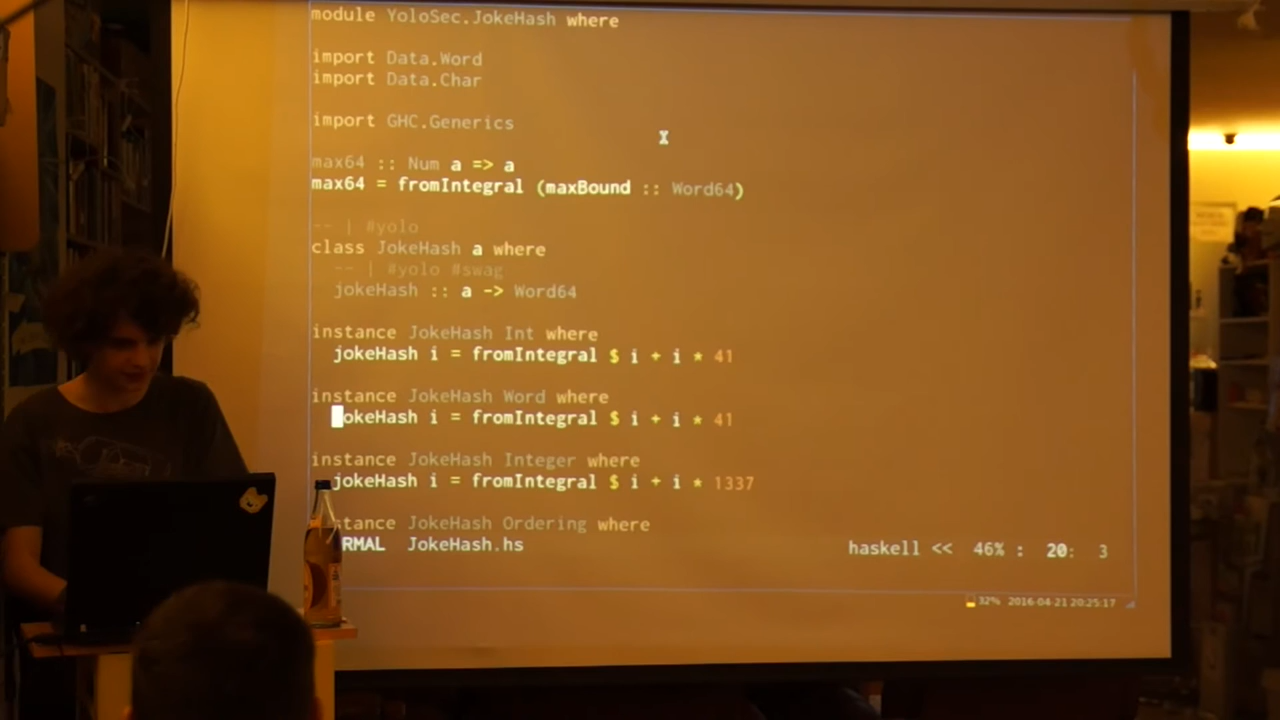 module YoloSec.JokeHash where
import Data.Word
import Data.Char
import GHC.Generics
max64 :: Num a => a
max64 = fromIntegral (maxBound :: Word64)
-- | #yolo
class JokeHash a where
-- | #yolo #swag
jokeHash :: a -> Word64
instance JokeHash Int where
jokeHash i = fromIntegral $ i + i * 41
instance JokeHash Word where
okeHash i = fromIntegral $ i + i * 41
instance JokeHash Integer where
jokeHash i = fromIntegral $ i + i * 1337
stance JokeHash Ordering where
RMAL JokeHash.hs haskell << 46% : 20: 3
32% 2016-04-21 20:25:17